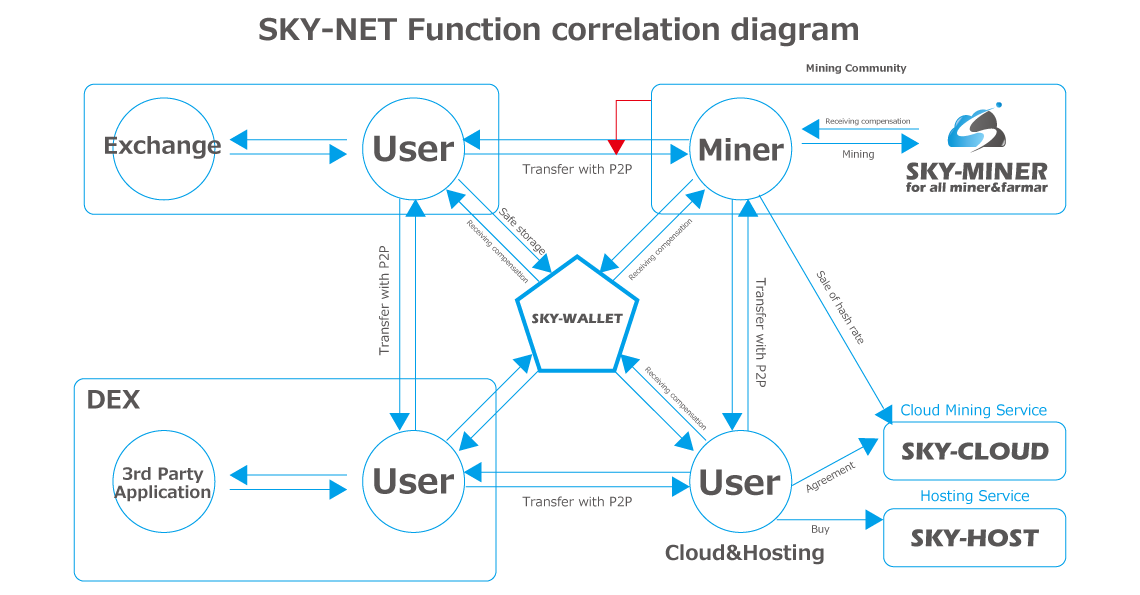 SKY-NET Function correlation diagram
Mining Community
Exchange
User
Transfer with P2P
Miner
Receiving compensation
Mining
SKY-MINER
for all miner&farmar
Safe storage
Receiving compensation
Receiving compensation
Transfer with P2P
SKY-WALLET
Transfer with P2P
Sale of hash rate
Receiving compensation
DEX
3rd Party
Application
User
Transfer with P2P
User
Cloud&Hosting
Agreement
Buy
Cloud Mining Service
SKY-CLOUD
Hosting Service
SKY-HOST